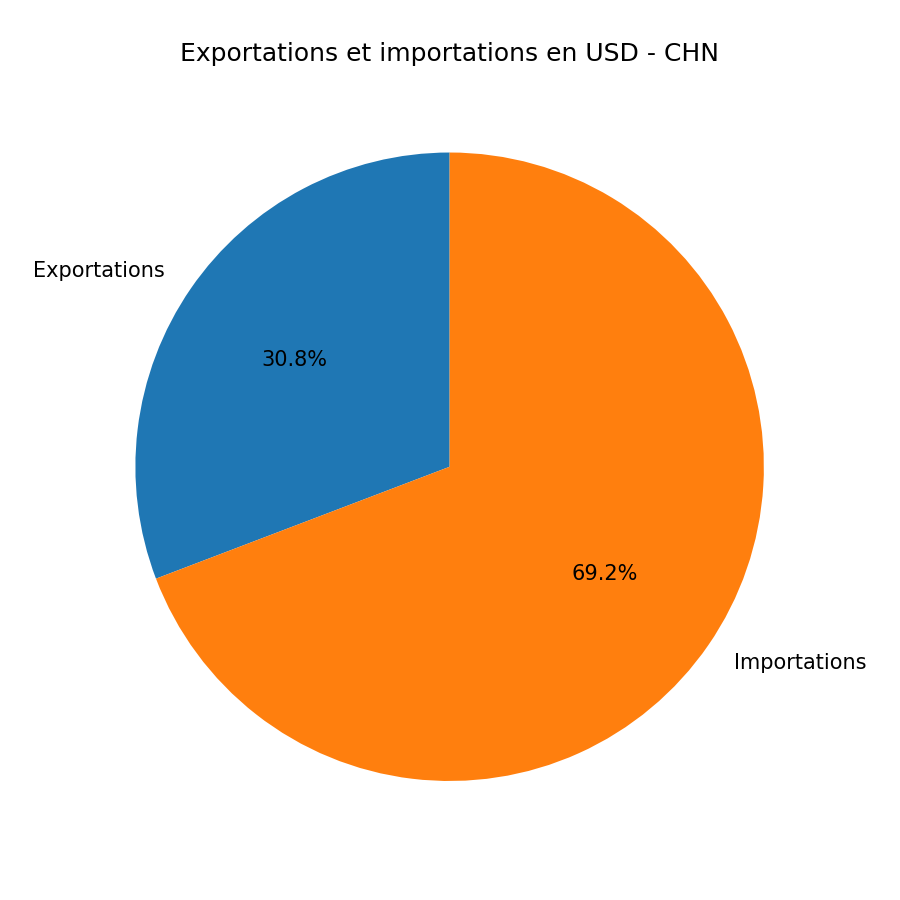 Exportations et importations en USD - CHN
Exportations
30.8%
69.2%
Importations